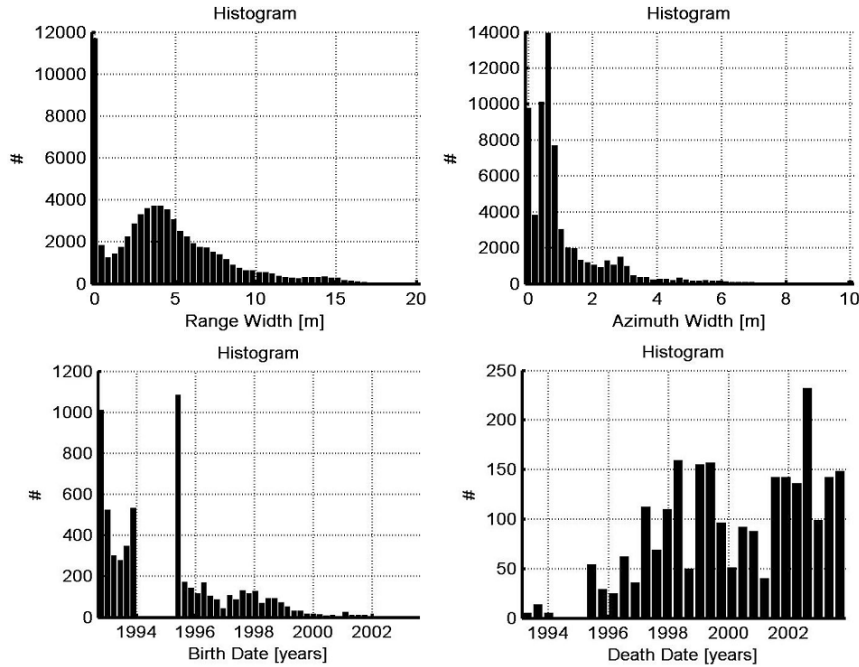 Histogram
12000
10000
8000
6000
4000
2000
0
#
0 5 10 15 20
Range Width [m]
Histogram
14000
12000
10000
8000
6000
4000
2000
0
#
0 2 4 6 8 10
Azimuth Width [m]
Histogram
1200
1000
800
600
400
200
0
#
1994 1996 1998 2000 2002
Birth Date [years]
Histogram
250
200
150
100
50
0
#
1994 1996 1998 2000 2002
Death Date [years]